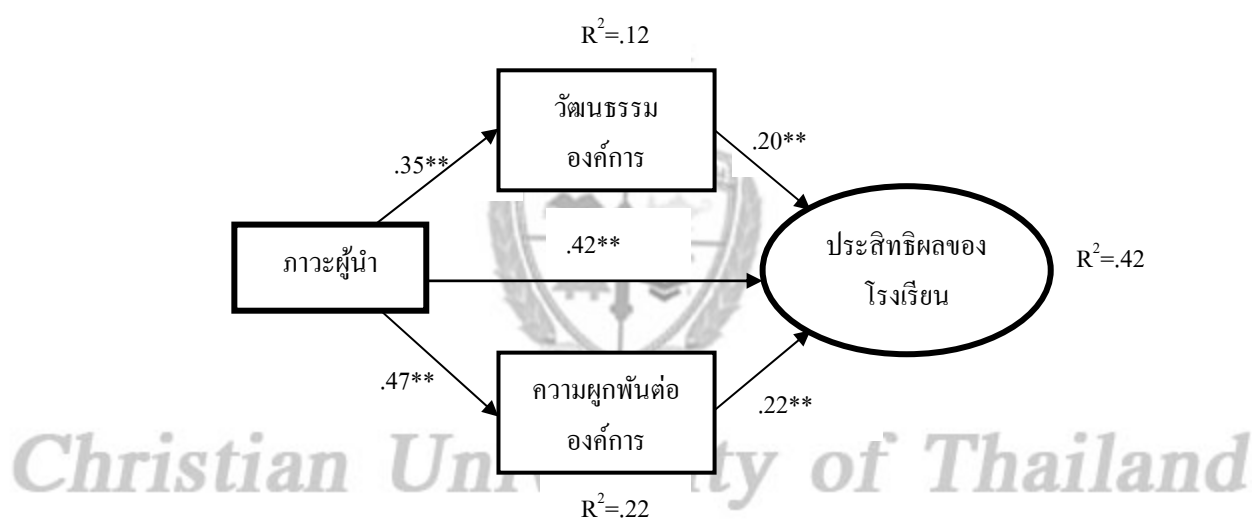 R²=.12
วัฒนธรรม
องค์การ
.35**
.20**
ภาวะผู้นำ
.42**
ประสิทธิผลของ
โรงเรียน
R²=.42
.47**
ความผูกพันต่อ
องค์การ
.22**
Christian Un ty of Thailand
R²=.22